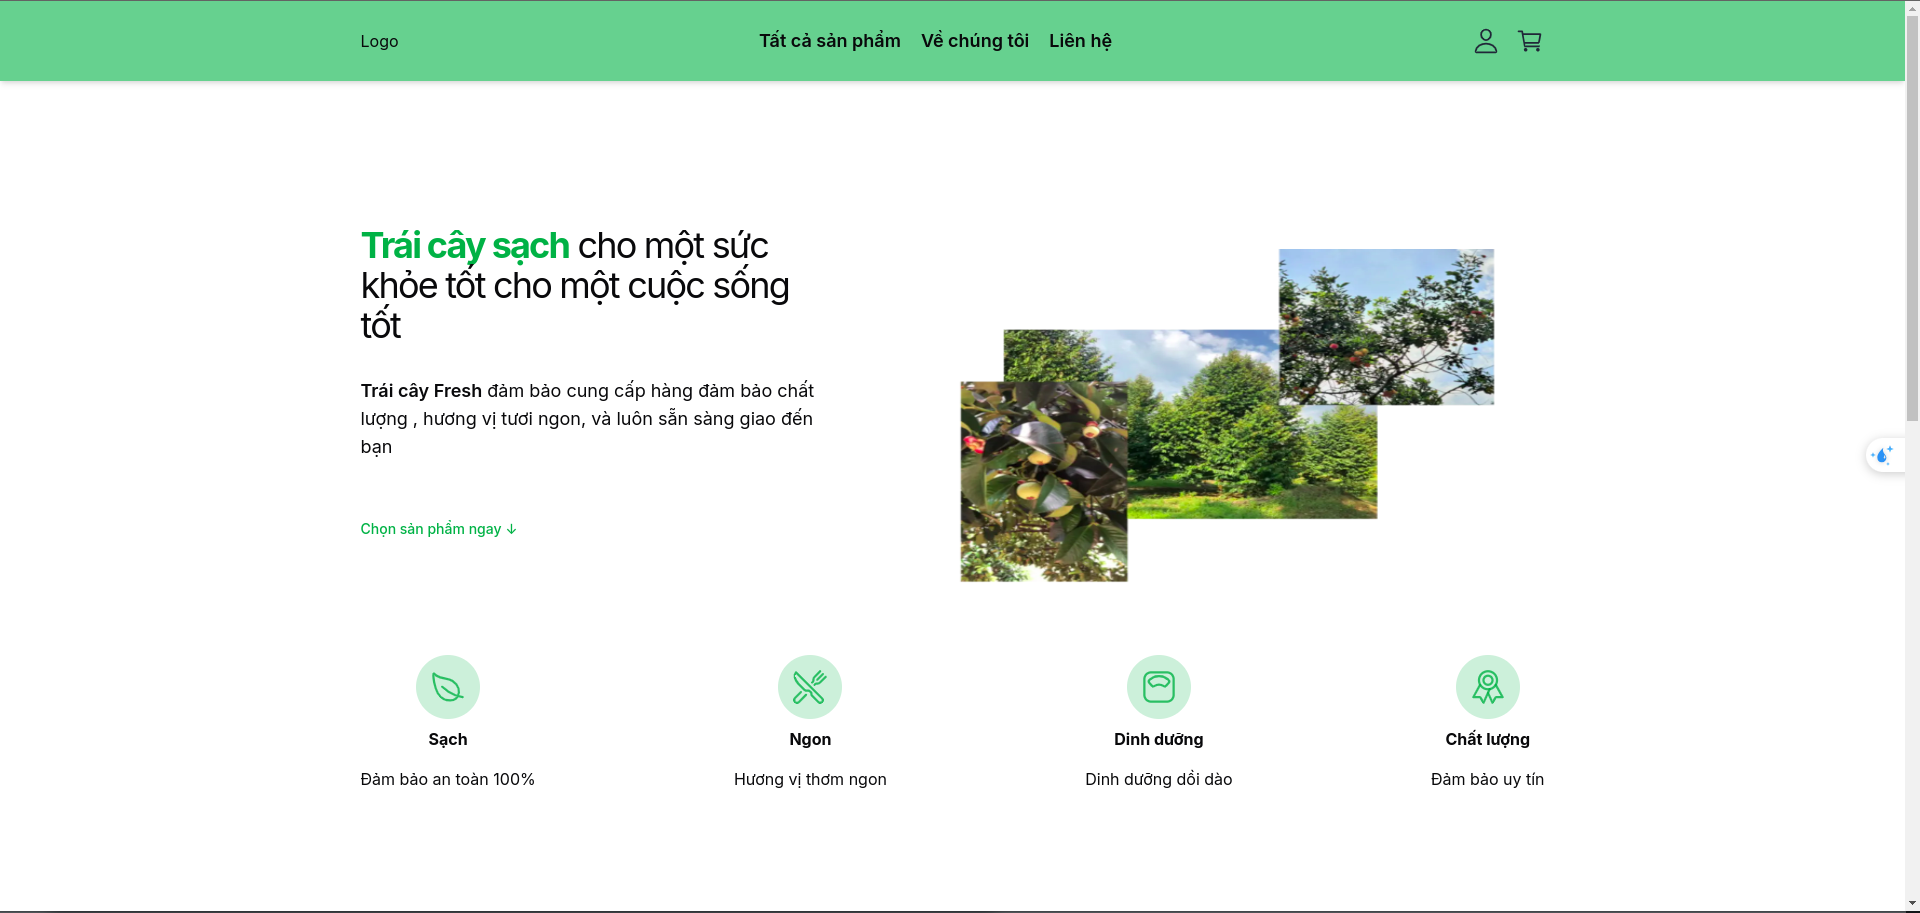 Logo
Tất cả sản phẩm Về chúng tôi Liên hệ
Trái cây sạch cho một sức
khỏe tốt cho một cuộc sống
tốt
Trái cây Fresh đảm bảo cung cấp hàng đảm bảo chất
lượng , hương vị tươi ngon, và luôn sẵn sàng giao đến
bạn
Chọn sản phẩm ngay ↓
Sạch
Đảm bảo an toàn 100%
Ngon
Hương vị thơm ngon
Dinh dưỡng
Dinh dưỡng dồi dào
Chất lượng
Đảm bảo uy tín